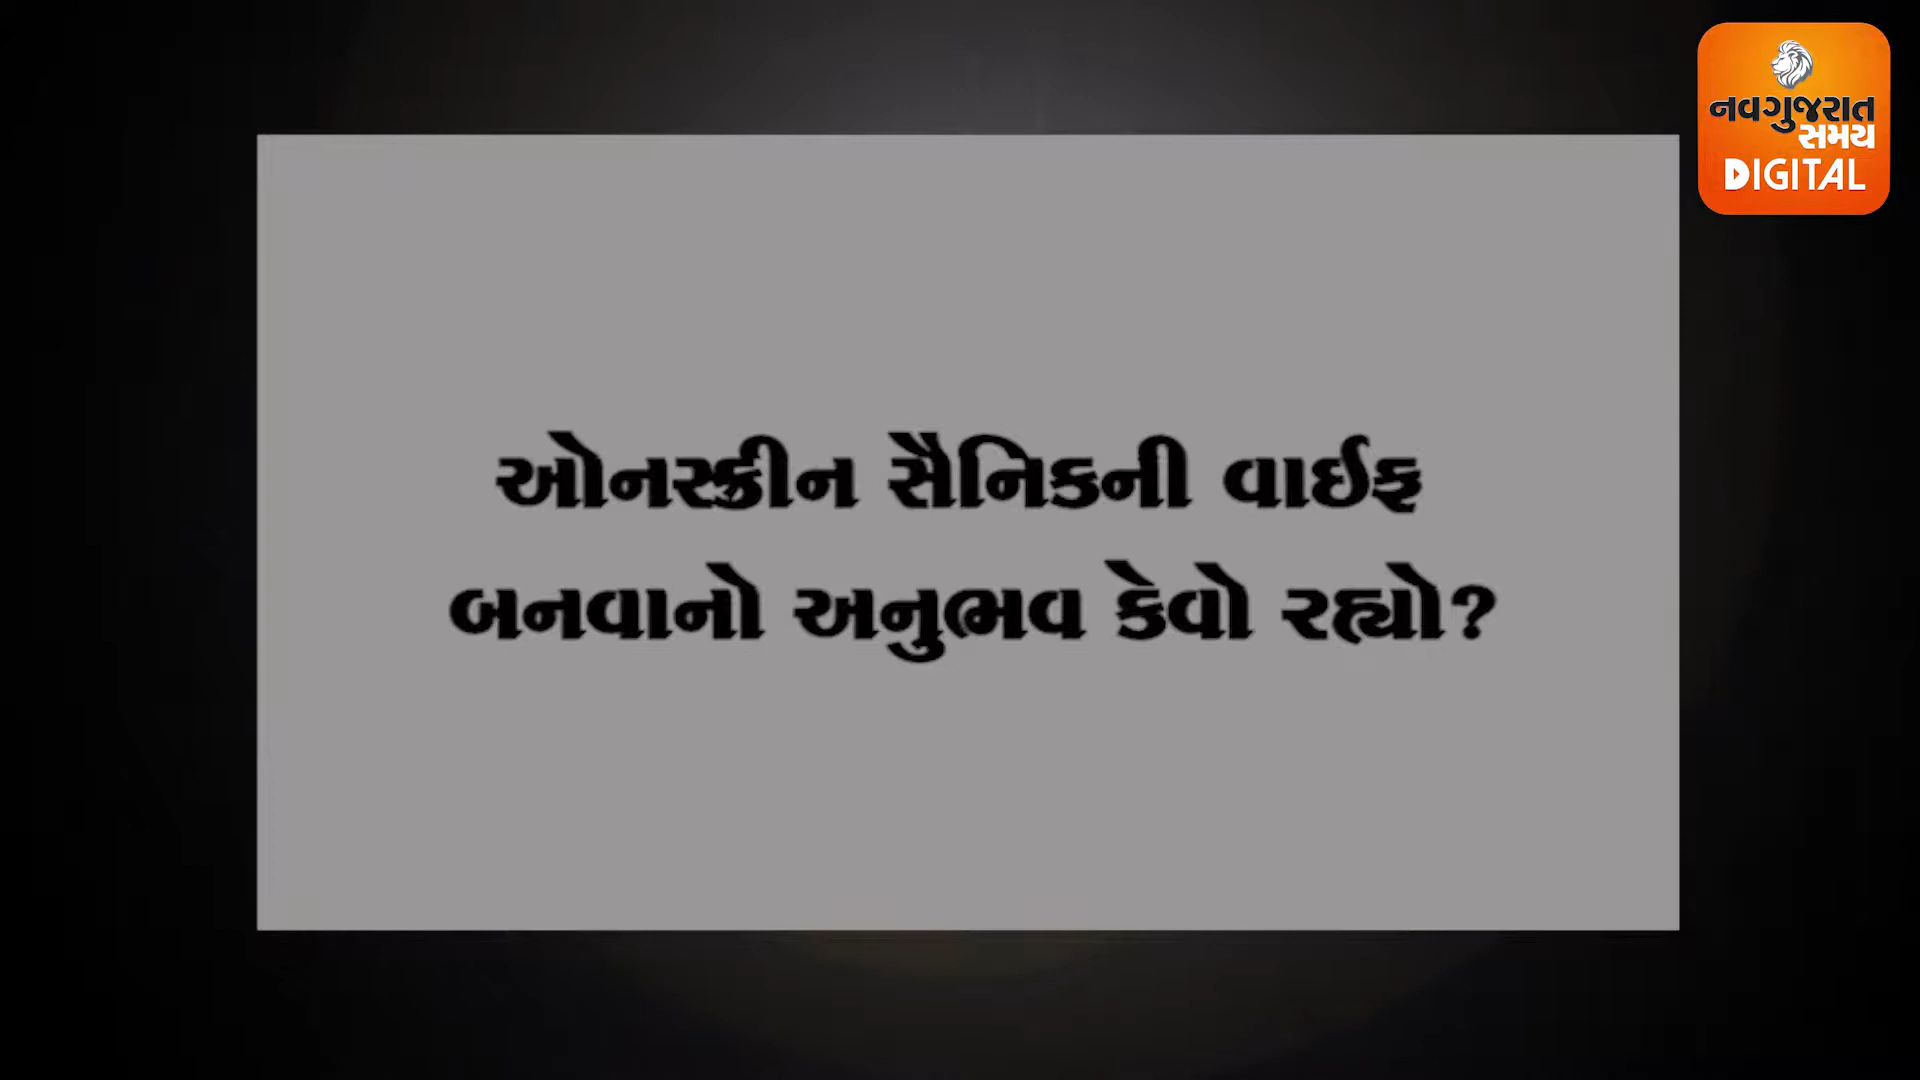 નવગુજરાત
સમય
DIGITAL
ઓનસ્ક્રીન સૈનિકની વાઈફ
બનવાનો અનુભવ કેવો રહ્યો?